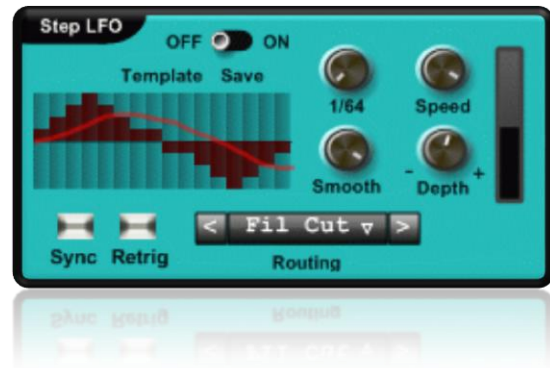 Step LFO
OFF ON
Template Save
1/64 Speed
Smooth - Depth +
< Fil Cut ▿ >
Sync Retrig Routing